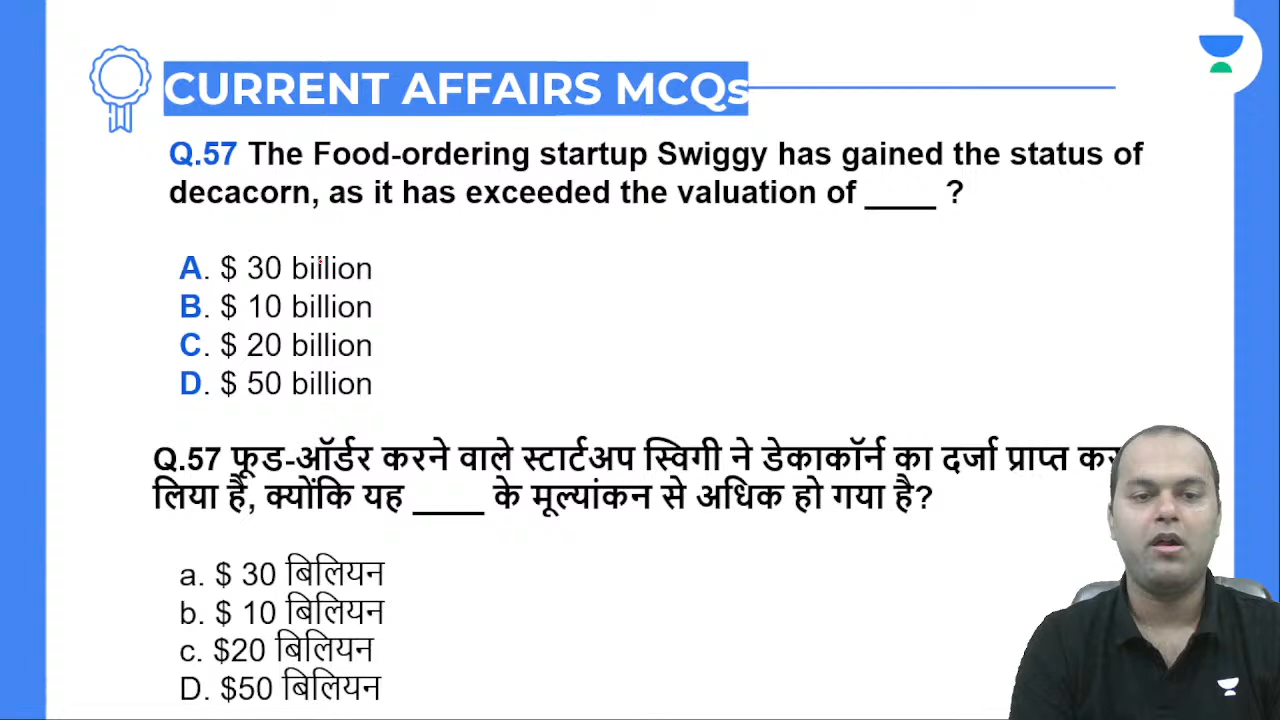 CURRENT AFFAIRS MCQs
Q.57 The Food-ordering startup Swiggy has gained the status of
decacorn, as it has exceeded the valuation of ____ ?
A. $ 30 billion
B. $ 10 billion
C. $ 20 billion
D. $ 50 billion
Q.57 फूड-ऑर्डर करने वाले स्टार्टअप स्विगी ने डेकाकॉर्न का दर्जा प्राप्त कर
लिया है, क्योंकि यह ____ के मूल्यांकन से अधिक हो गया है?
a. $ 30 बिलियन
b. $ 10 बिलियन
c. $20 बिलियन
D. $50 बिलियन